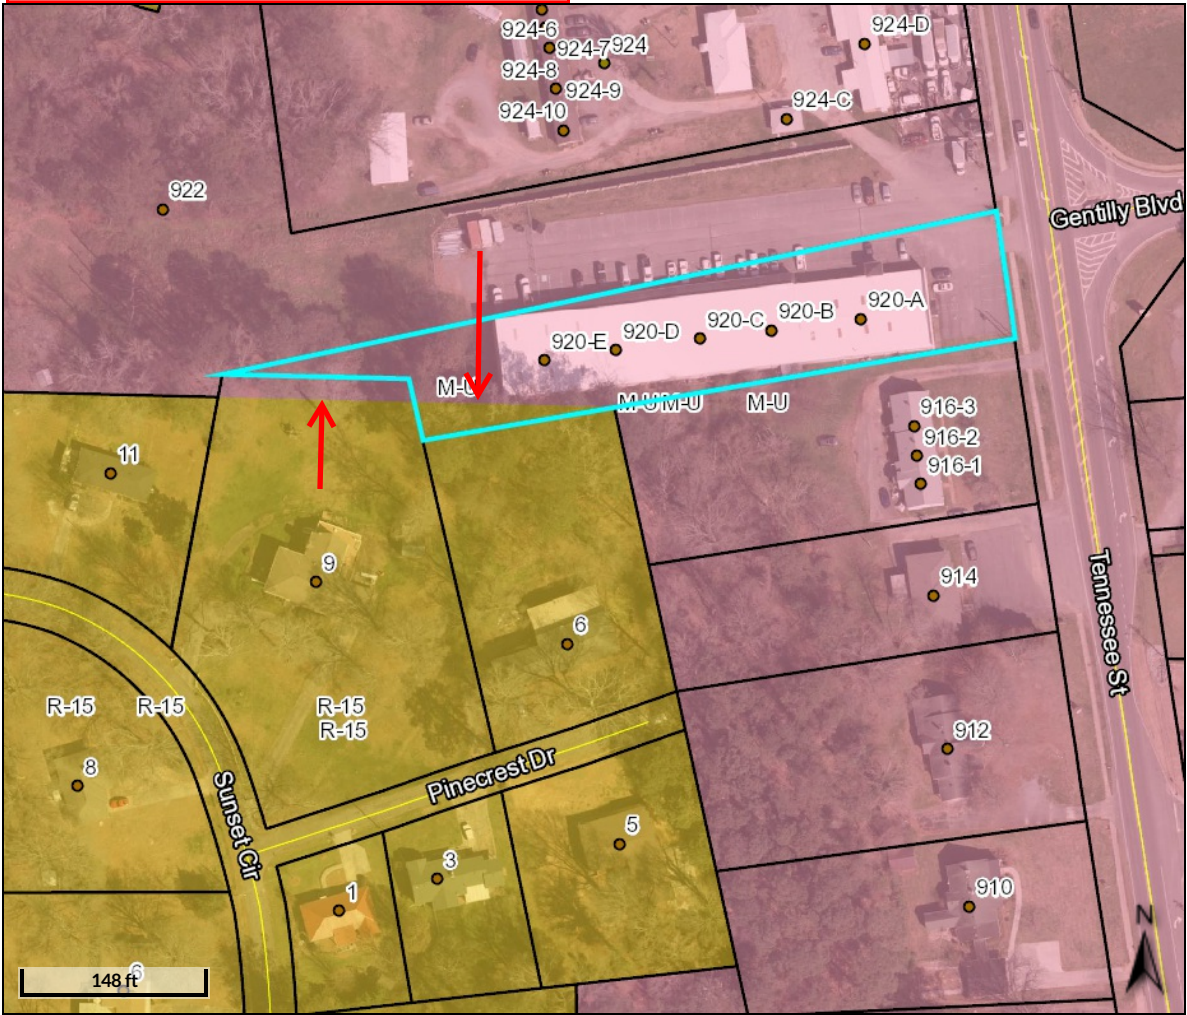 924-6
924-7
924
924-D
924-8
924-9
924-10
924-C
922
Gentilly Blvd
920-A
920-B
920-C
920-D
920-E
M-U
M-U
M-U
M-U
916-3
916-2
916-1
11
9
914
6
Tennessee St
R-15
R-15
R-15
R-15
912
8
Pinecrest Dr
Sunset Cir
5
3
1
910
N
6
148 ft